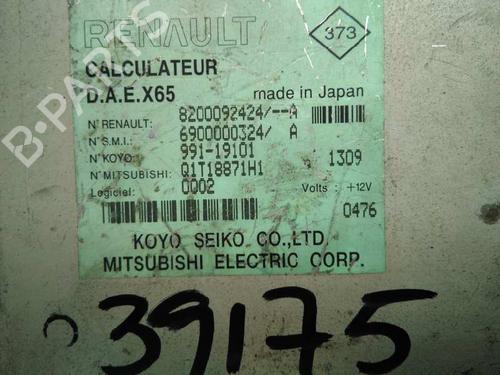 RENAULT
373
CALCULATEUR
D.A.E.X65
made in Japan
N° RENAULT: 8200092424/--A
N° S.M.I.: 6900000324/ A
N° KOYO: 991-19101
1309
N° MITSUBISHI: Q1T18871H1
Logiciel: 0002
Volts : +12V
0476
KOYO SEIKO CO.,LTD.
MITSUBISHI ELECTRIC CORP.
39175
B-PARTS